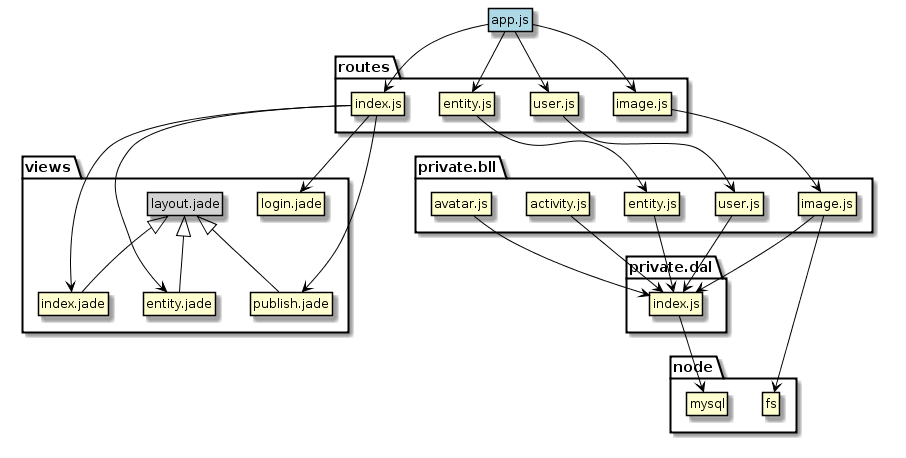 app.js
routes
index.js
entity.js
user.js
image.js
views
layout.jade
login.jade
index.jade
entity.jade
publish.jade
private.bll
avatar.js
activity.js
entity.js
user.js
image.js
private.dal
index.js
node
mysql
fs